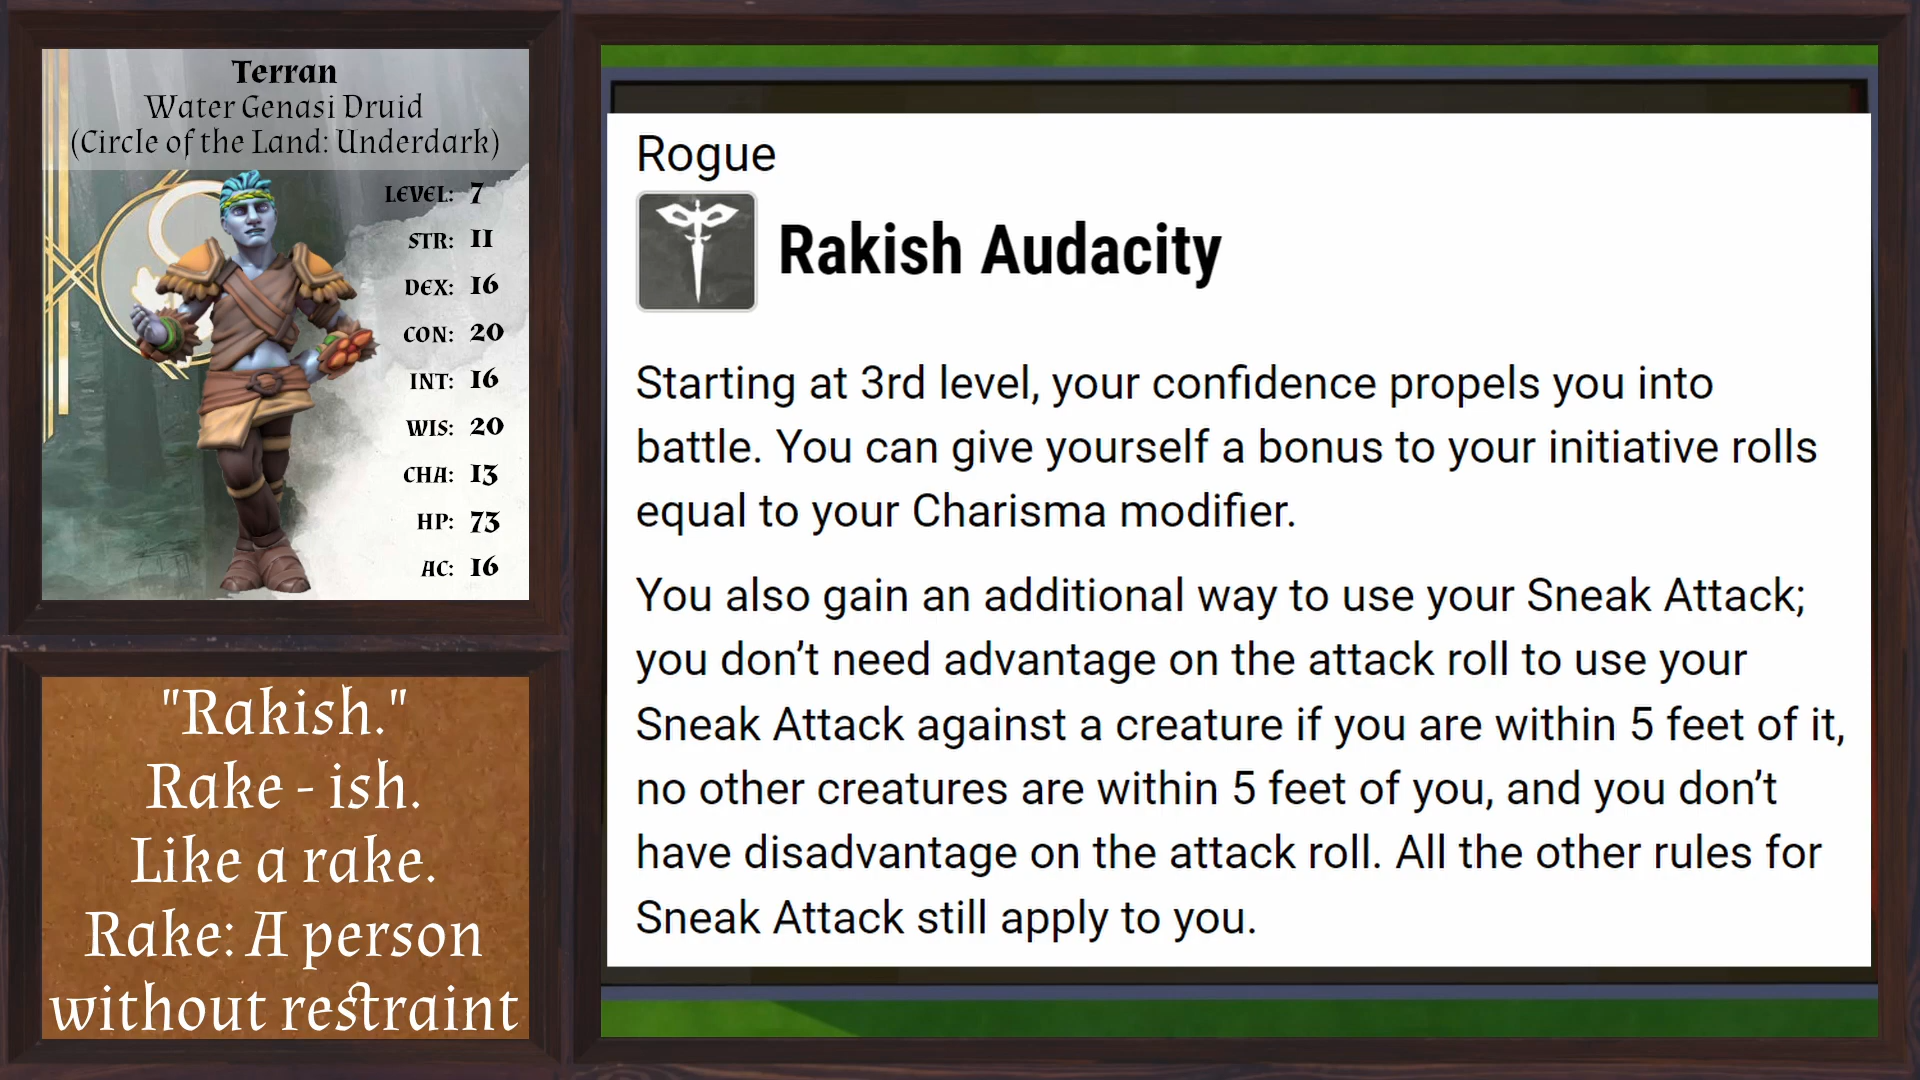 Terran
Water Genasi Druid
(Circle of the Land: Underdark)
LEVEL: 7
STR: 11
DEX: 16
CON: 20
INT: 16
WIS: 20
CHA: 13
HP: 73
AC: 16
"Rakish."
Rake - ish.
Like a rake.
Rake: A person
without restraint
Rogue
Rakish Audacity
Starting at 3rd level, your confidence propels you into
battle. You can give yourself a bonus to your initiative rolls
equal to your Charisma modifier.
You also gain an additional way to use your Sneak Attack;
you don’t need advantage on the attack roll to use your
Sneak Attack against a creature if you are within 5 feet of it,
no other creatures are within 5 feet of you, and you don’t
have disadvantage on the attack roll. All the other rules for
Sneak Attack still apply to you.